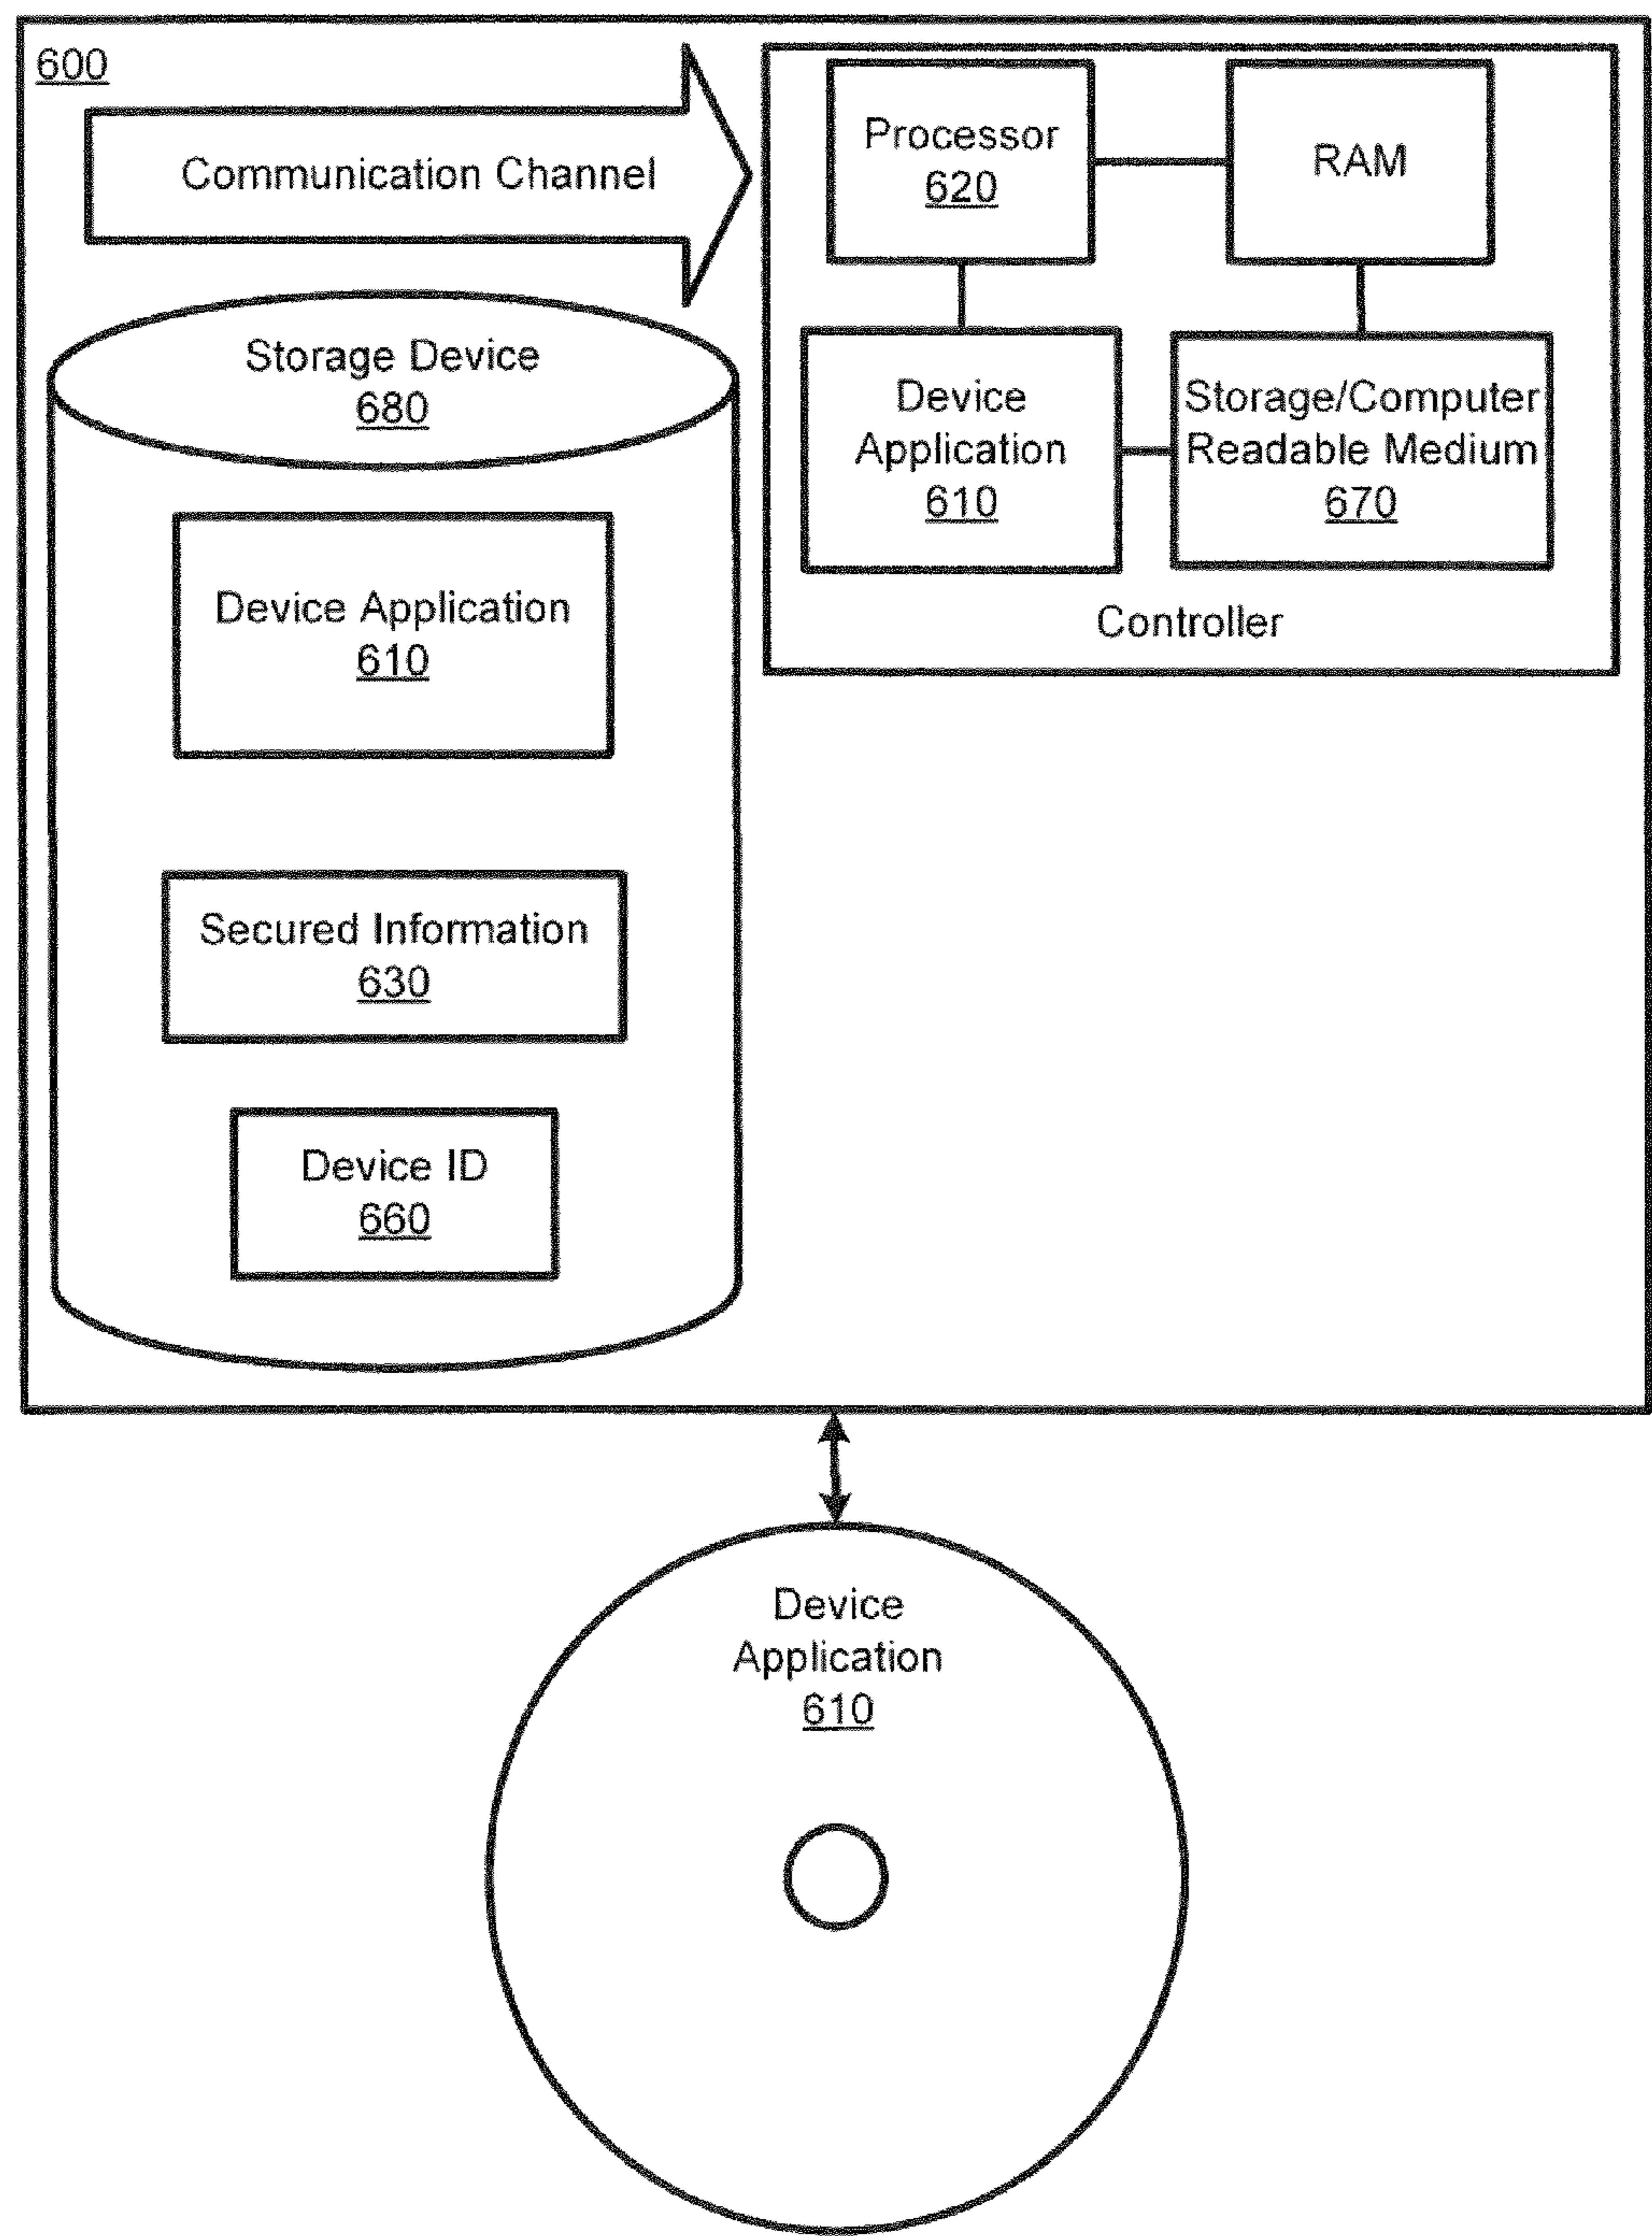 600
Communication Channel
Processor
620
RAM
Storage Device
680
Device
Application
610
Storage/Computer
Readable Medium
670
Controller
Device Application
610
Secured Information
630
Device ID
660
Device
Application
610